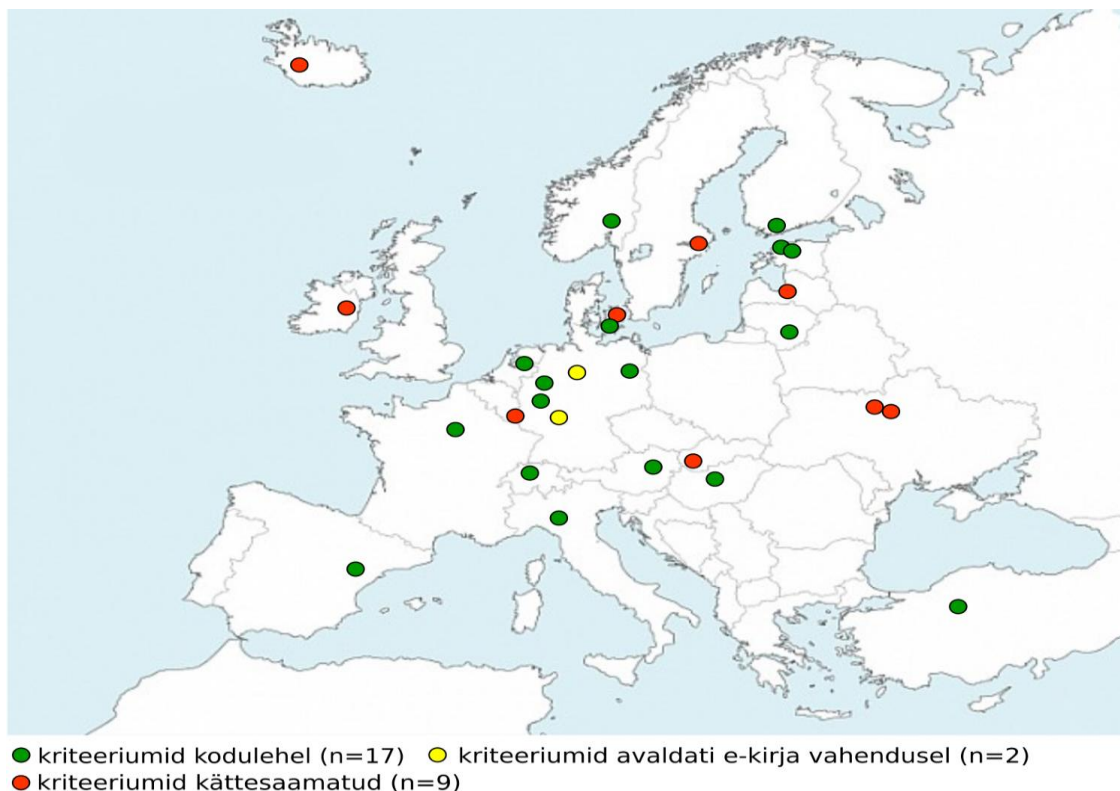 kriteeriumid kodulehel (n=17) kriteeriumid avaldati e-kirja vahendusel (n=2)
kriteeriumid kättesaamatud (n=9)